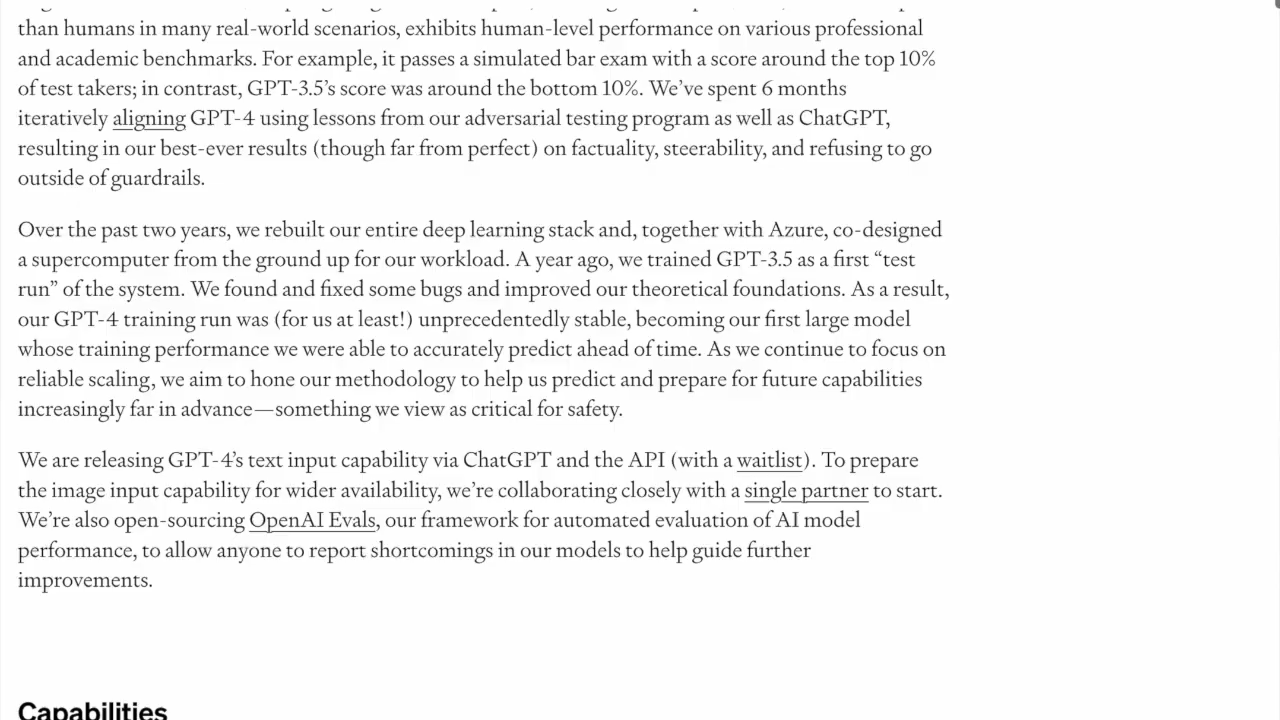 than humans in many real-world scenarios, exhibits human-level performance on various professional
and academic benchmarks. For example, it passes a simulated bar exam with a score around the top 10%
of test takers; in contrast, GPT-3.5’s score was around the bottom 10%. We’ve spent 6 months
iteratively aligning GPT-4 using lessons from our adversarial testing program as well as ChatGPT,
resulting in our best-ever results (though far from perfect) on factuality, steerability, and refusing to go
outside of guardrails.
Over the past two years, we rebuilt our entire deep learning stack and, together with Azure, co-designed
a supercomputer from the ground up for our workload. A year ago, we trained GPT-3.5 as a first “test
run” of the system. We found and fixed some bugs and improved our theoretical foundations. As a result,
our GPT-4 training run was (for us at least!) unprecedentedly stable, becoming our first large model
whose training performance we were able to accurately predict ahead of time. As we continue to focus on
reliable scaling, we aim to hone our methodology to help us predict and prepare for future capabilities
increasingly far in advance—something we view as critical for safety.
We are releasing GPT-4’s text input capability via ChatGPT and the API (with a waitlist). To prepare
the image input capability for wider availability, we’re collaborating closely with a single partner to start.
We’re also open-sourcing OpenAI Evals, our framework for automated evaluation of AI model
performance, to allow anyone to report shortcomings in our models to help guide further
improvements.
Capabilities